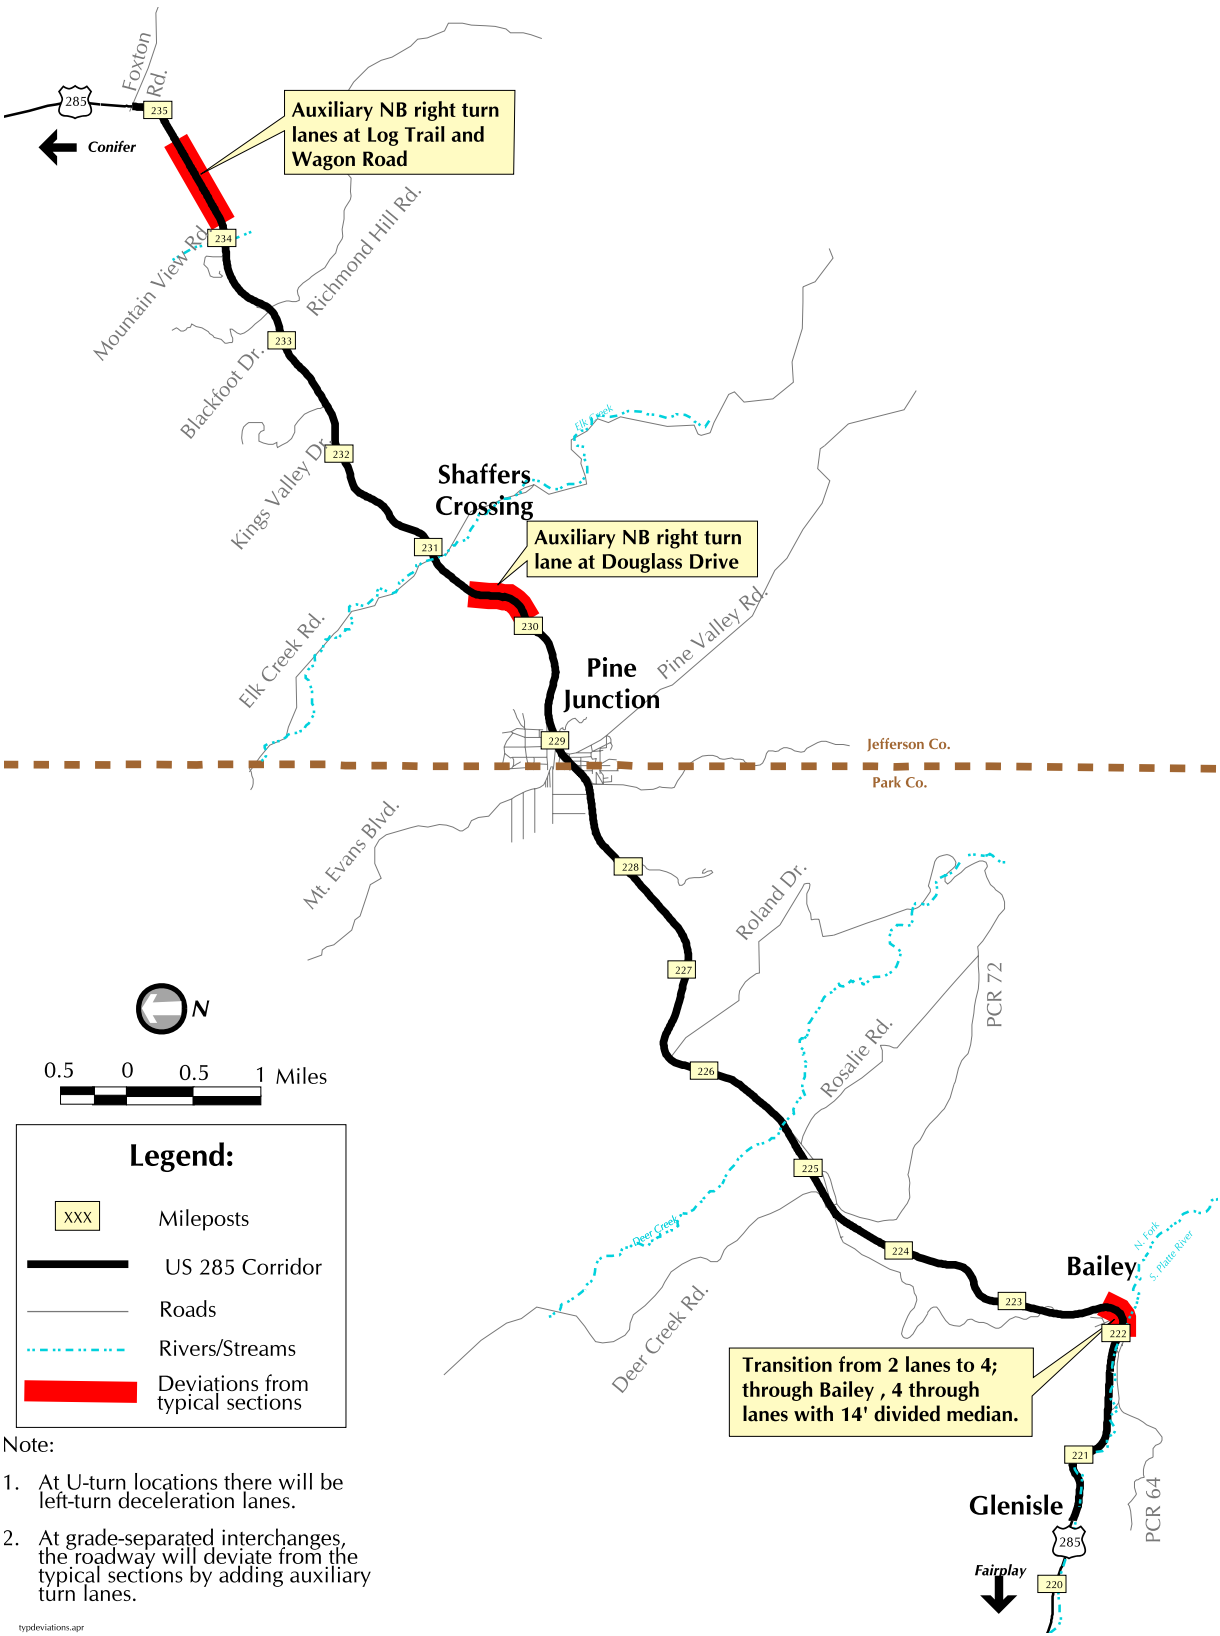 Foxton
Rd.
285
235
Conifer
Auxiliary NB right turn
lanes at Log Trail and
Wagon Road
Richmond Hill Rd.
Mountain View Rd.
234
233
Blackfoot Dr.
Elk Creek
232
Kings Valley Dr.
Shaffers
Crossing
231
Auxiliary NB right turn
lane at Douglass Drive
230
Elk Creek Rd.
Pine Valley Rd.
Pine
Junction
229
Jefferson Co.
Park Co.
Mt. Evans Blvd.
228
Roland Dr.
227
PCR 72
N
Rosalie Rd.
226
0.5 0 0.5 1 Miles
225
Legend:
XXX Mileposts
US 285 Corridor
Roads
Rivers/Streams
Deviations from
typical sections
Deer Creek
224
N. Fork
S. Platte River
Bailey
223
222
Deer Creek Rd.
Transition from 2 lanes to 4;
through Bailey , 4 through
lanes with 14' divided median.
221
Glenisle
PCR 64
285
Fairplay
220
Note:
1. At U-turn locations there will be
left-turn deceleration lanes.
2. At grade-separated interchanges,
the roadway will deviate from the
typical sections by adding auxiliary
turn lanes.
typdeviations.apr